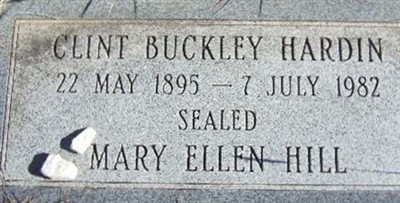 CLINT BUCKLEY HARDIN
22 MAY 1895 — 7 JULY 1982
SEALED
MARY ELLEN HILL